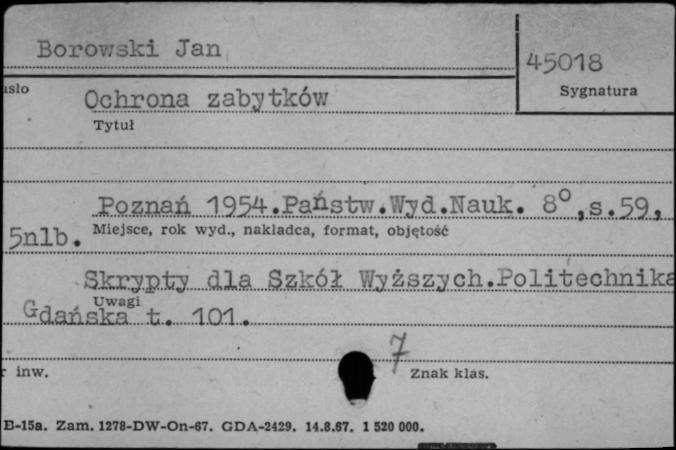 Borowski Jan
45018
asło
Sygnatura
Ochrona zabytków
Tytuł
Poznań 1954.Państw.Wyd.Nauk. 8⁰,s.59,
Miejsce, rok wyd., nakładca, format, objętość
5nlb.
Skrypty dla Szkół Wyższych.Politechnika
Uwagi
Gdańska t. 101.
7
r inw.
Znak klas.
E-15a. Zam. 1278-DW-On-67. GDA-2429. 14.8.67. 1 520 000.